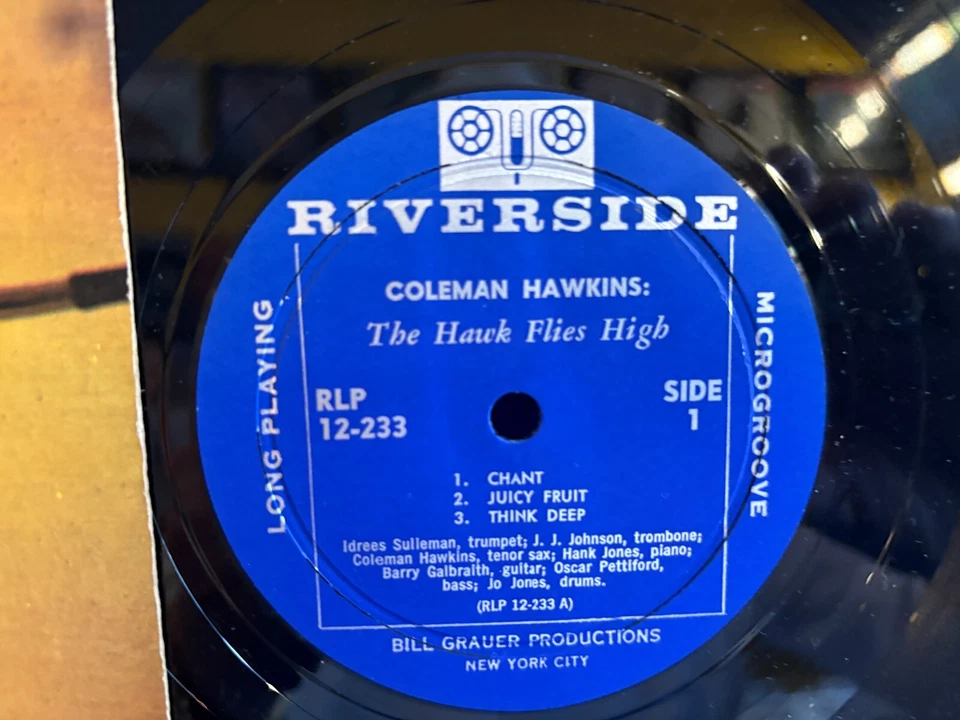 RIVERSIDE
COLEMAN HAWKINS:
The Hawk Flies High
LONG PLAYING
MICROGROOVE
RLP
12-233
SIDE
1
1. CHANT
2. JUICY FRUIT
3. THINK DEEP
Idrees Sulieman, trumpet; J. J. Johnson, trombone;
Coleman Hawkins, tenor sax; Hank Jones, piano;
Barry Galbraith, guitar; Oscar Pettiford,
bass; Jo Jones, drums.
(RLP 12-233 A)
BILL GRAUER PRODUCTIONS
NEW YORK CITY